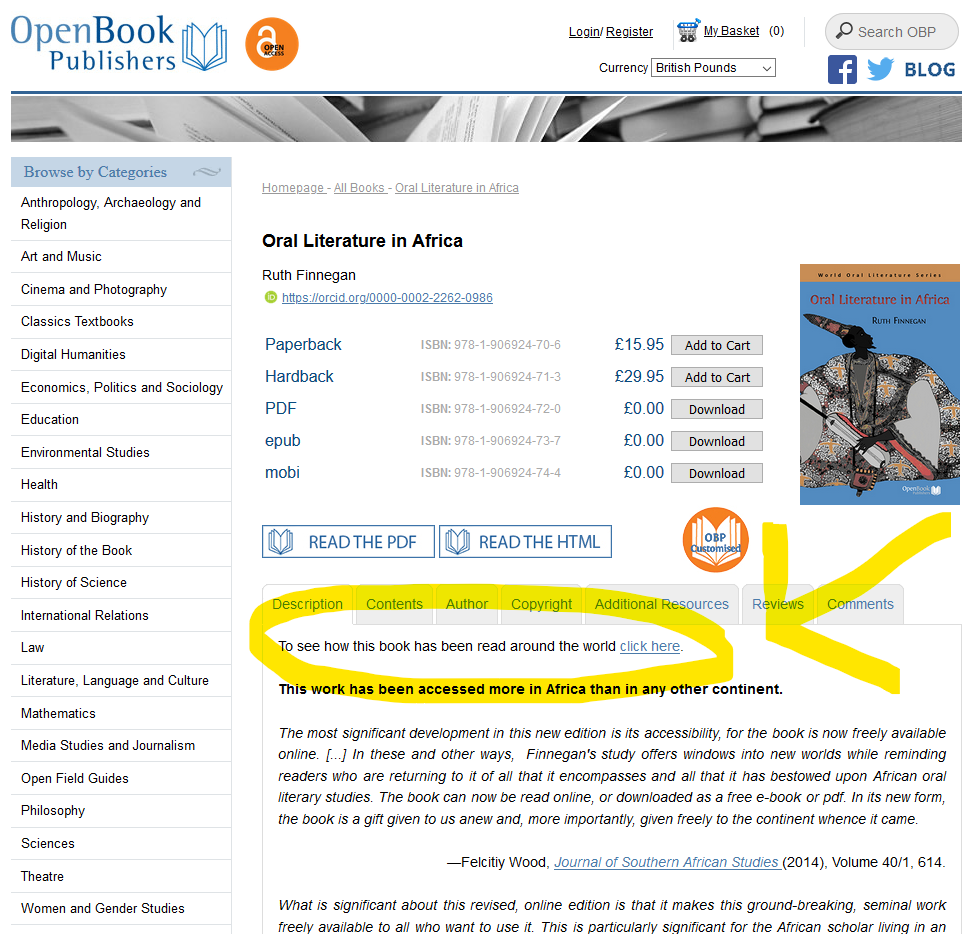 OpenBook
Publishers
a
OPEN
ACCESS
Login/ Register
My Basket (0)
Search OBP
Currency British Pounds
BLOG
Browse by Categories
Anthropology, Archaeology and
Religion
Art and Music
Cinema and Photography
Classics Textbooks
Digital Humanities
Economics, Politics and Sociology
Education
Environmental Studies
Health
History and Biography
History of the Book
History of Science
International Relations
Law
Literature, Language and Culture
Mathematics
Media Studies and Journalism
Open Field Guides
Philosophy
Sciences
Theatre
Women and Gender Studies
Homepage - All Books - Oral Literature in Africa
Oral Literature in Africa
Ruth Finnegan
iD https://orcid.org/0000-0002-2262-0986
Paperback ISBN: 978-1-906924-70-6 £15.95 Add to Cart
Hardback ISBN: 978-1-906924-71-3 £29.95 Add to Cart
PDF ISBN: 978-1-906924-72-0 £0.00 Download
epub ISBN: 978-1-906924-73-7 £0.00 Download
mobi ISBN: 978-1-906924-74-4 £0.00 Download
World Oral Literature Series
Oral Literature in Africa
RUTH FINNEGAN
OpenBook
Publishers
READ THE PDF
READ THE HTML
OBP
Customised
Description Contents Author Copyright Additional Resources Reviews Comments
To see how this book has been read around the world click here.
This work has been accessed more in Africa than in any other continent.
The most significant development in this new edition is its accessibility, for the book is now freely available
online. [...] In these and other ways, Finnegan's study offers windows into new worlds while reminding
readers who are returning to it of all that it encompasses and all that it has bestowed upon African oral
literary studies. The book can now be read online, or downloaded as a free e-book or pdf. In its new form,
the book is a gift given to us anew and, more importantly, given freely to the continent whence it came.
—Felcitiy Wood, Journal of Southern African Studies (2014), Volume 40/1, 614.
What is significant about this revised, online edition is that it makes this ground-breaking, seminal work
freely available to all who want to use it. This is particularly significant for the African scholar living in an